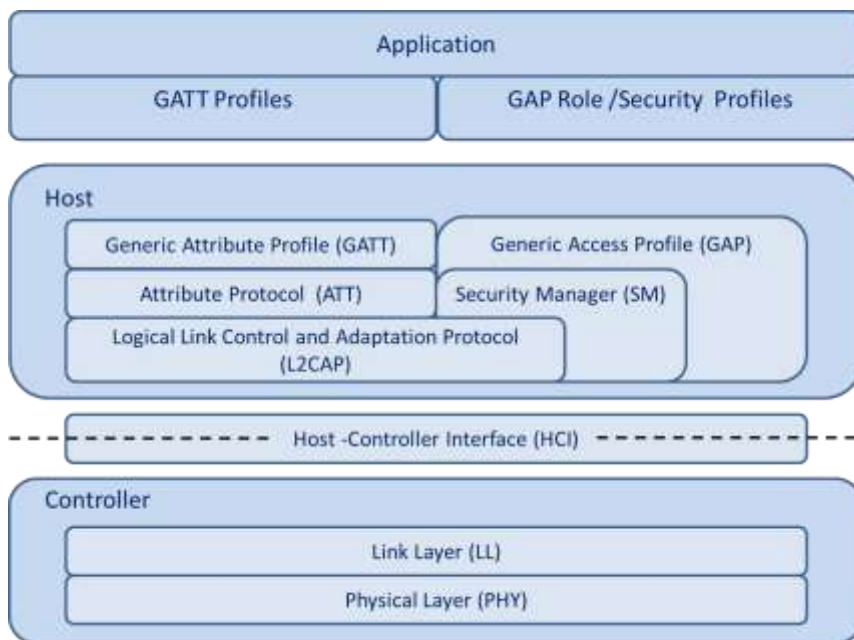 Application
GATT Profiles
GAP Role /Security Profiles
Host
Generic Attribute Profile (GATT)
Generic Access Profile (GAP)
Attribute Protocol (ATT)
Security Manager (SM)
Logical Link Control and Adaptation Protocol
(L2CAP)
Host -Controller Interface (HCI)
Controller
Link Layer (LL)
Physical Layer (PHY)